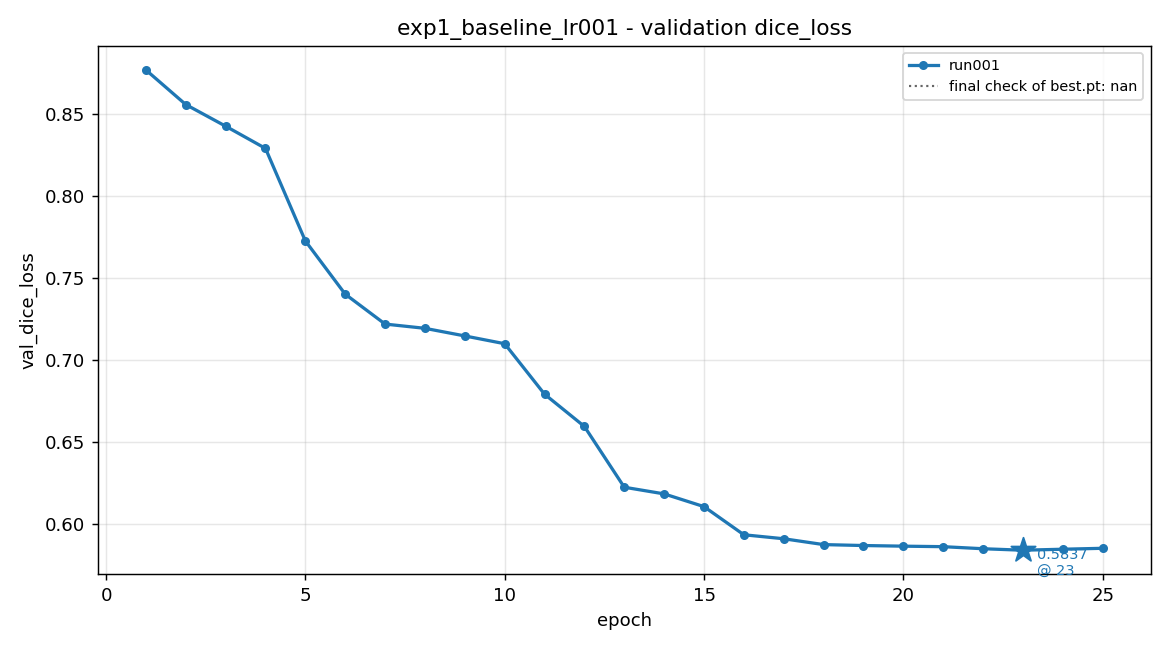 exp1_baseline_lr001 - validation dice_loss
run001
final check of best.pt: nan
val_dice_loss
0.85
0.80
0.75
0.70
0.65
0.60
0.5837
@ 23
0
5
10
15
20
25
epoch